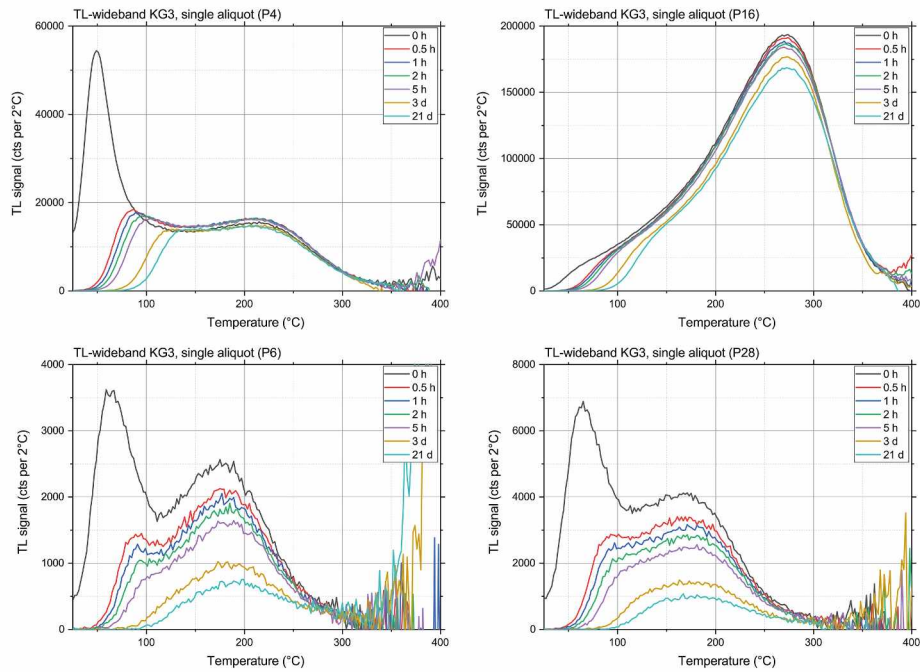 TL-wideband KG3, single aliquot (P4)
60000
40000
20000
0
TL signal (cts per 2°C)
100
200
300
400
Temperature (°C)
0 h
0.5 h
1 h
2 h
5 h
3 d
21 d
TL-wideband KG3, single aliquot (P16)
200000
150000
100000
50000
0
TL signal (cts per 2°C)
100
200
300
400
Temperature (°C)
0 h
0.5 h
1 h
2 h
5 h
3 d
21 d
TL-wideband KG3, single aliquot (P6)
4000
3000
2000
1000
0
TL signal (cts per 2°C)
100
200
300
400
Temperature (°C)
0 h
0.5 h
1 h
2 h
5 h
3 d
21 d
TL-wideband KG3, single aliquot (P28)
8000
6000
4000
2000
0
TL signal (cts per 2°C)
100
200
300
400
Temperature (°C)
0 h
0.5 h
1 h
2 h
5 h
3 d
21 d